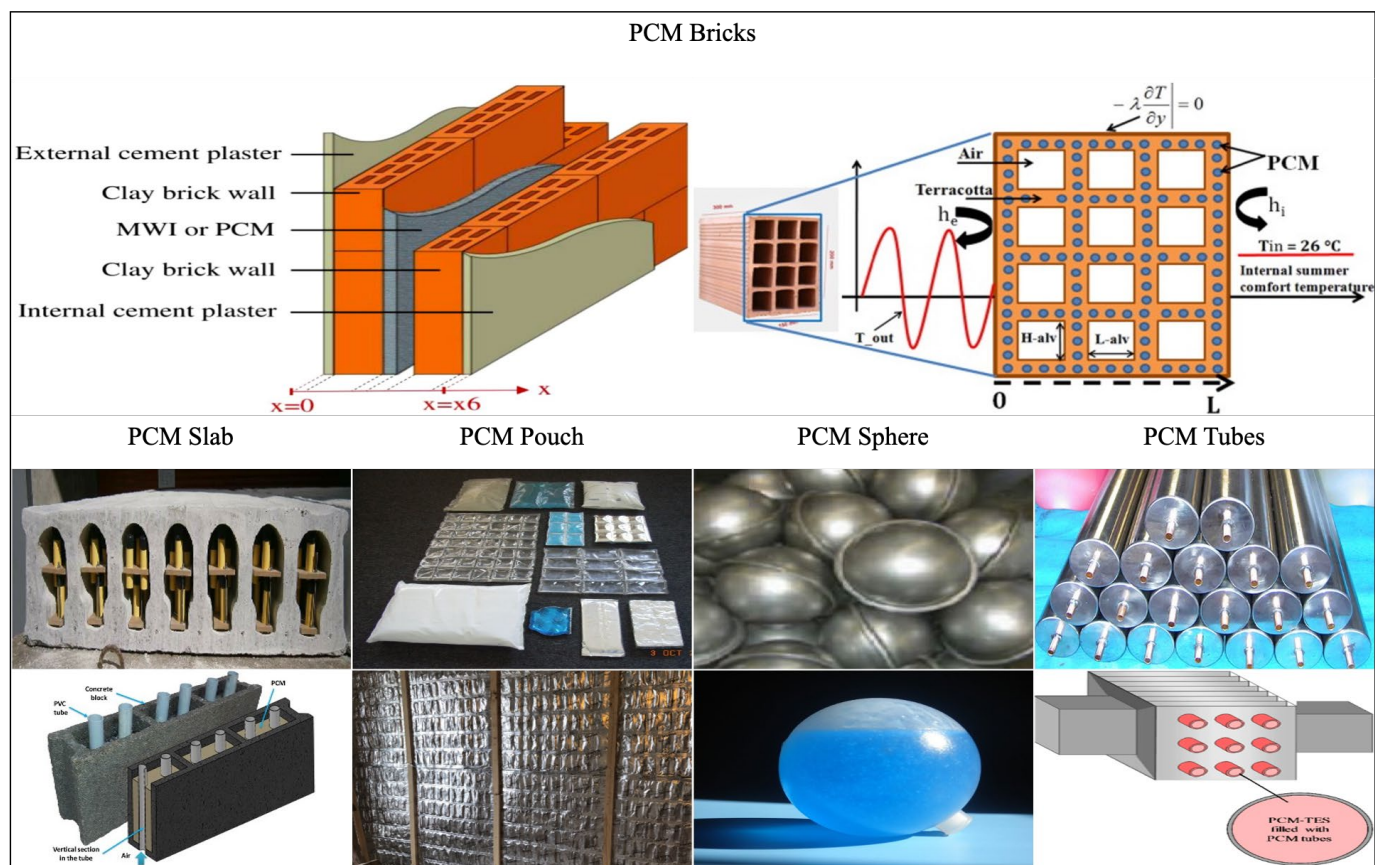 PCM Bricks
External cement plaster
Clay brick wall
MWI or PCM
Clay brick wall
Internal cement plaster
x=0
x=x6
x
- λ ∂T/∂y | = 0
Air
PCM
Terracotta
h_e
h_i
Tin = 26 °C
Internal summer
comfort temperature
T_out
H-alv
L-alv
0
L
PCM Slab
PCM Pouch
PCM Sphere
PCM Tubes
3 OCT
Concrete
block
PVC
tube
PCM
Vertical section
in the tube
Air
PCM-TES
filled with
PCM tubes